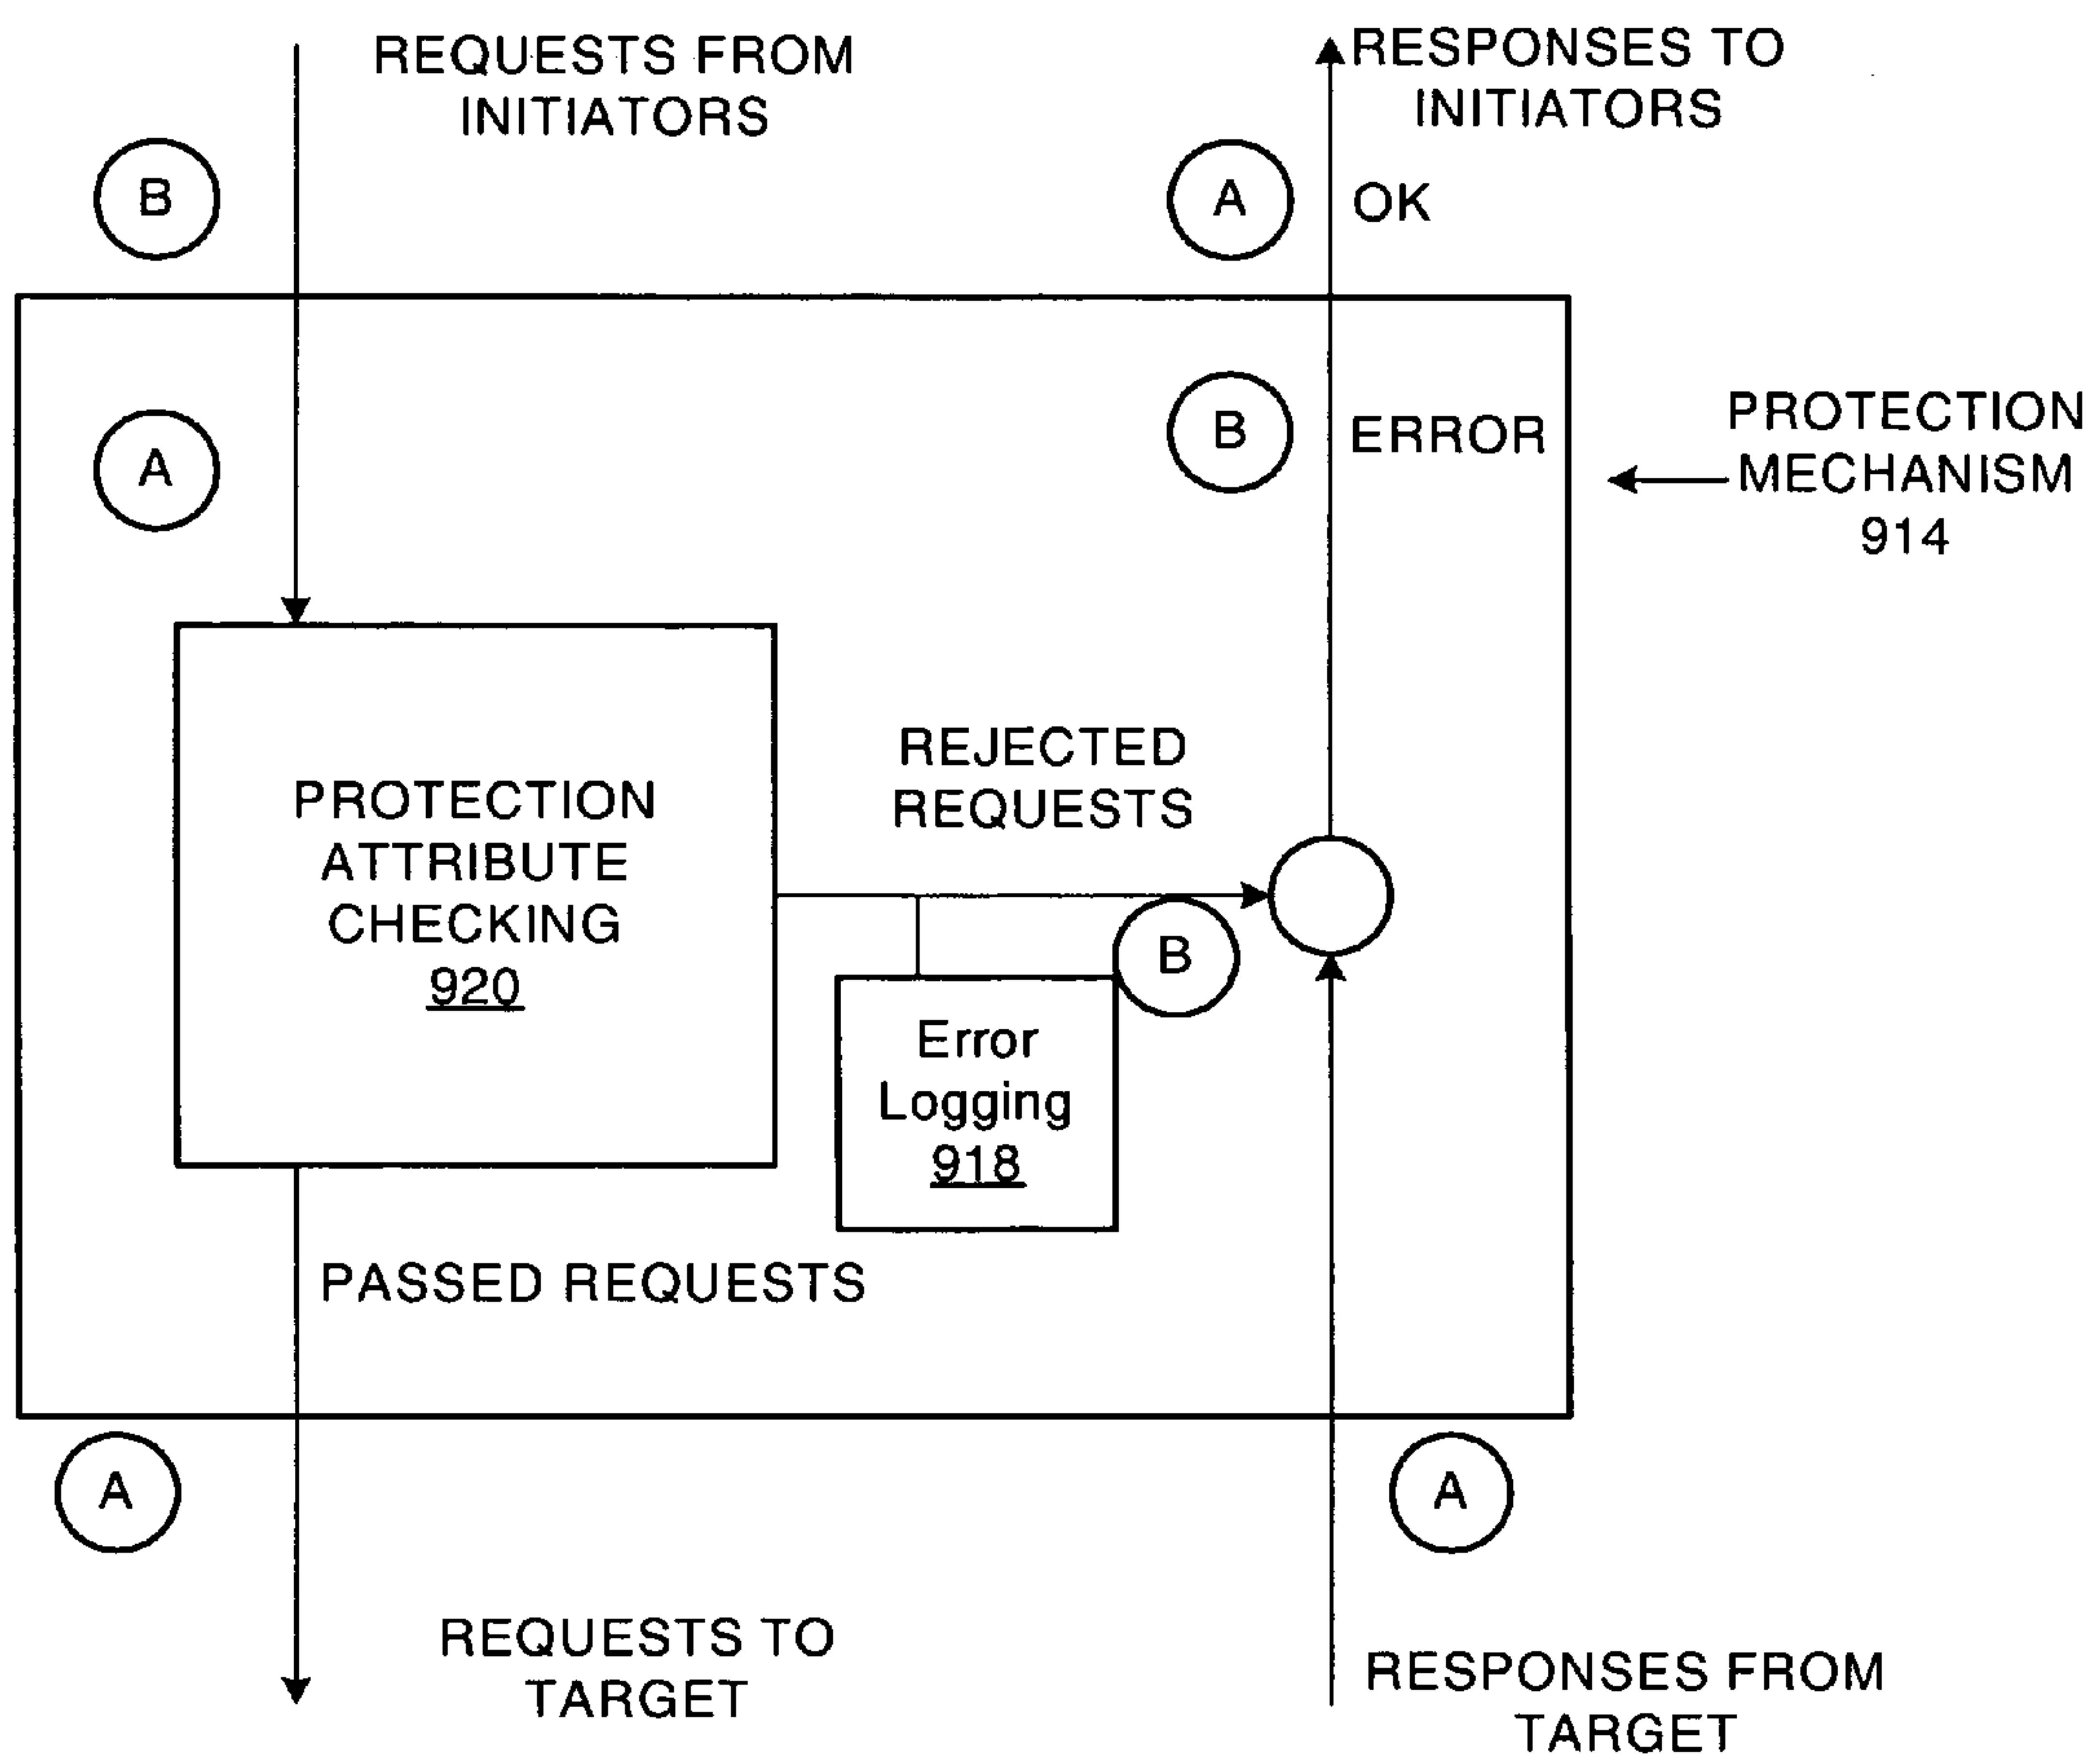 REQUESTS FROM
INITIATORS
RESPONSES TO
INITIATORS
B
A
OK
A
B
ERROR
PROTECTION
MECHANISM
914
REJECTED
REQUESTS
PROTECTION
ATTRIBUTE
CHECKING
920
B
Error
Logging
918
PASSED REQUESTS
A
A
REQUESTS TO
TARGET
RESPONSES FROM
TARGET